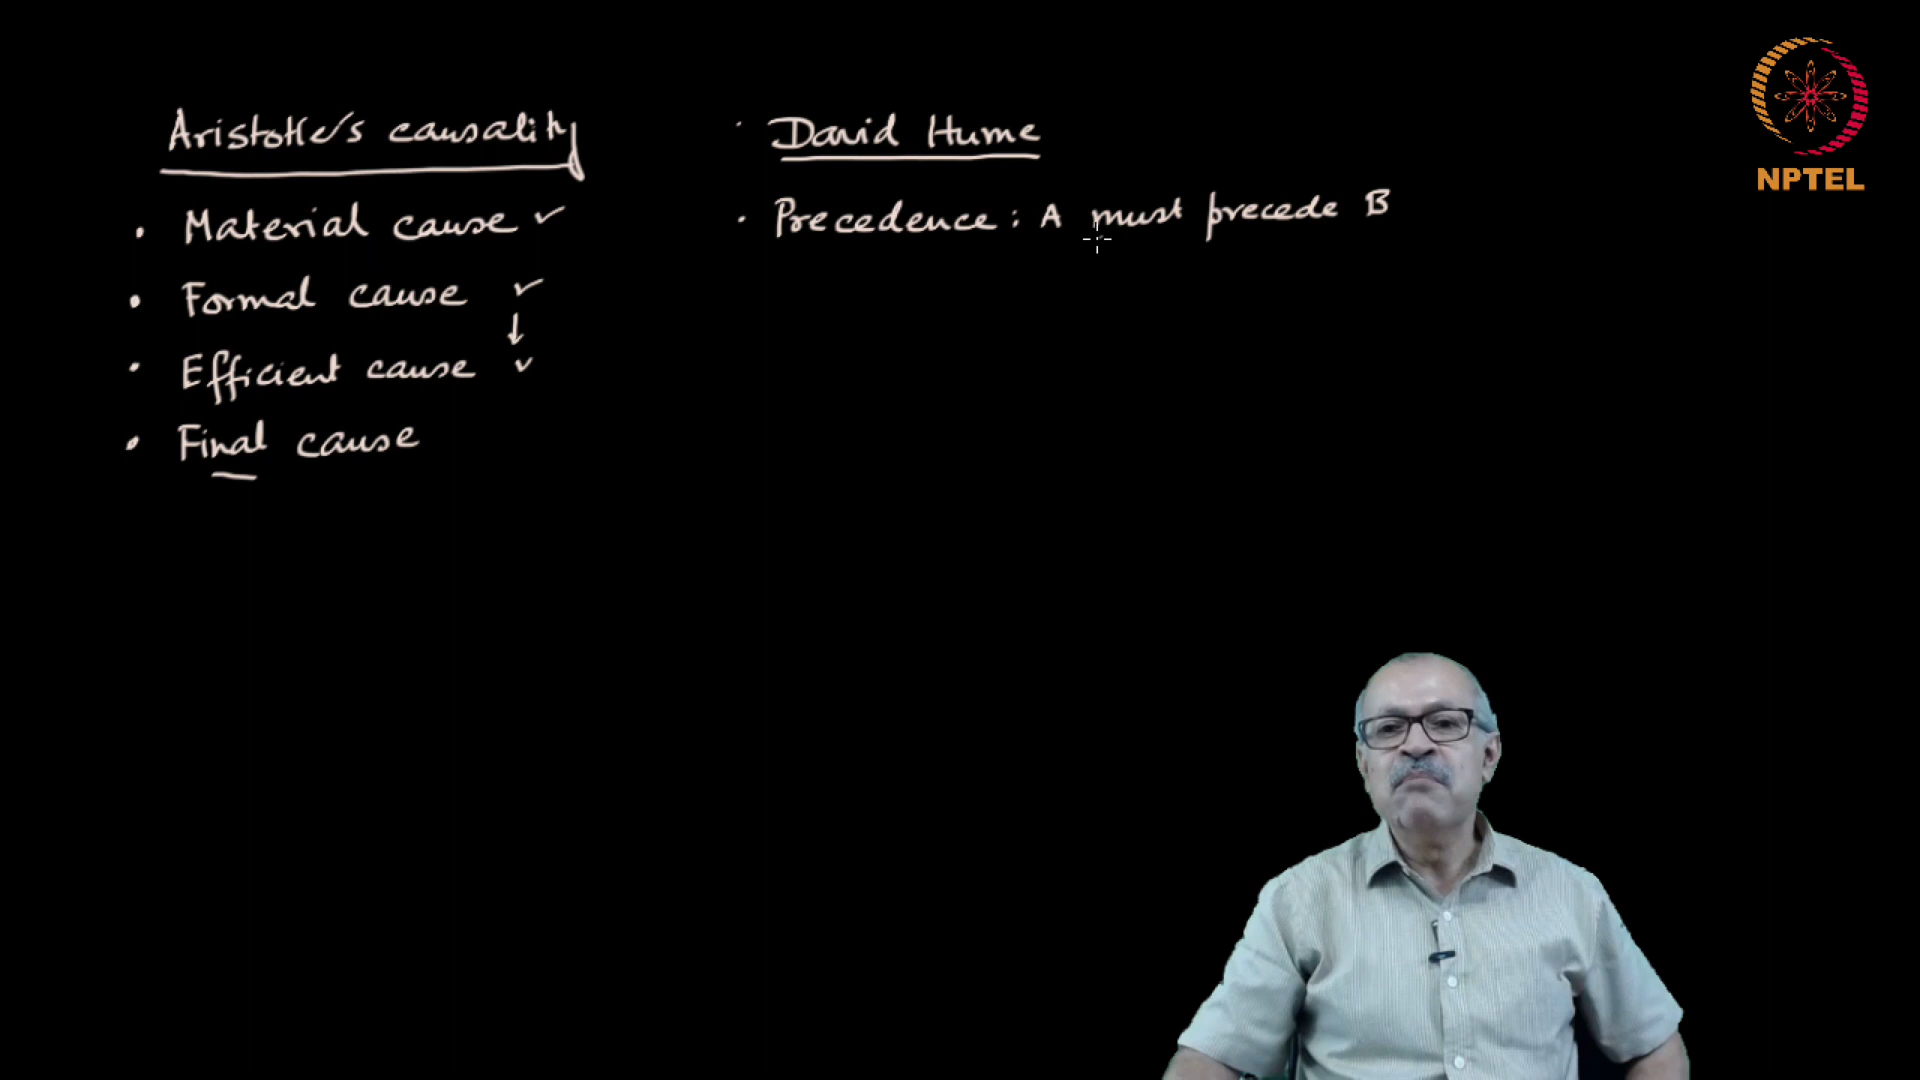 Aristotle's causality
• Material cause ✓
• Formal cause ✓
↓
• Efficient cause ✓
• Final cause
• David Hume
• Precedence: A must precede B
NPTEL